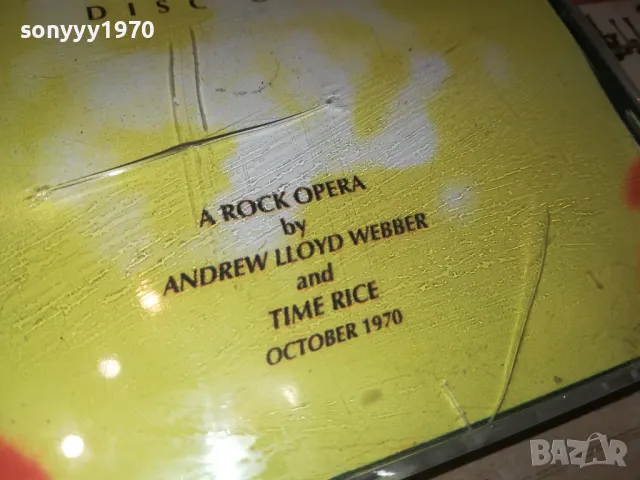 sonyyy1970
DISC
A ROCK OPERA
by
ANDREW LLOYD WEBBER
and
TIME RICE
OCTOBER 1970
BAZAR